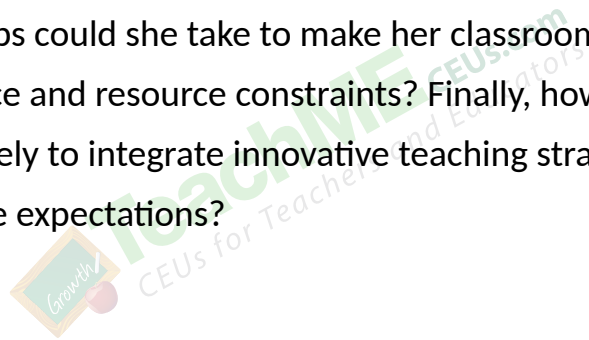 ps could she take to make her classroom
ce and resource constraints? Finally, how
ely to integrate innovative teaching stra
e expectations?
TeachME
CEUs.com
CEUs for Teachers and Educators
Growth!